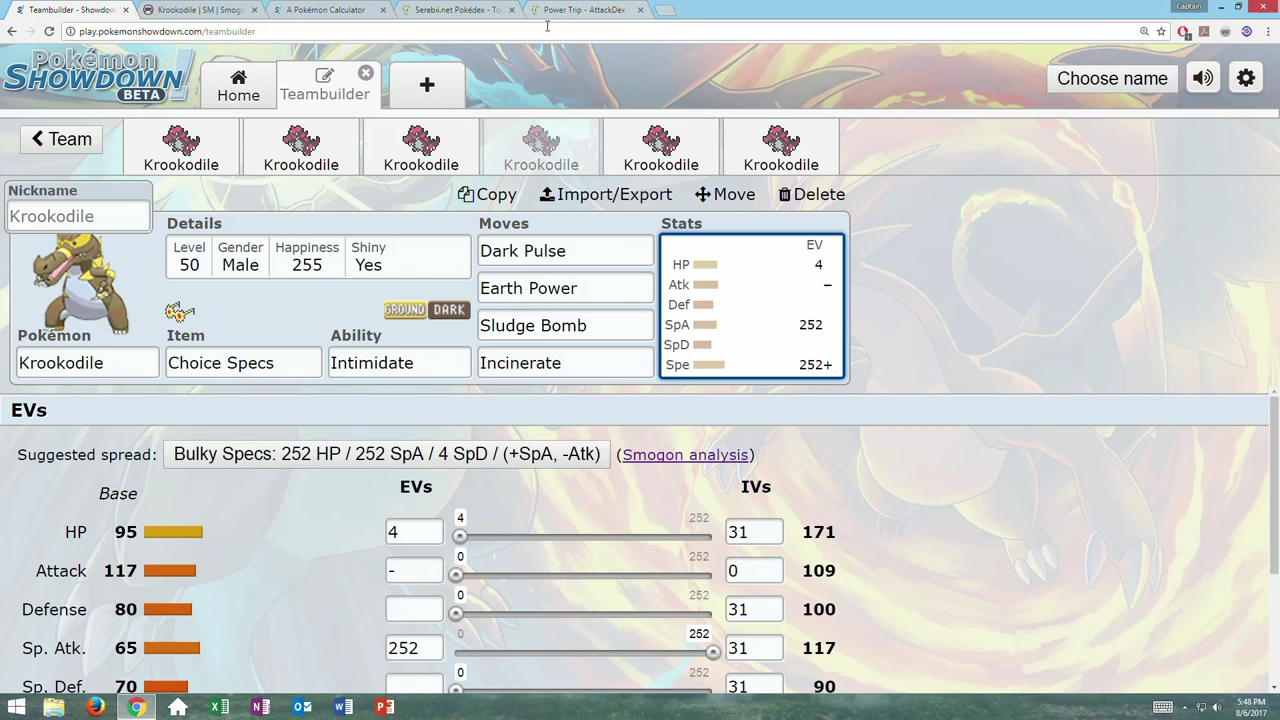 Teambuilder - Showdow
Krookodile | SM | Smogo
A Pokémon Calculator
Serebii.net Pokédex - To
Power Trip - AttackDex -
Captain
play.pokemonshowdown.com/teambuilder
Pokémon
SHOWDOWN!
BETA
Home
Teambuilder
+
Choose name
Team
Krookodile
Krookodile
Krookodile
Krookodile
Krookodile
Krookodile
Copy
Import/Export
Move
Delete
Nickname
Krookodile
Pokémon
Krookodile
Details
Level
50
Gender
Male
Happiness
255
Shiny
Yes
GROUND DARK
Item
Choice Specs
Ability
Intimidate
Moves
Dark Pulse
Earth Power
Sludge Bomb
Incinerate
Stats
EV
HP 4
Atk –
Def
SpA 252
SpD
Spe 252+
EVs
Suggested spread: Bulky Specs: 252 HP / 252 SpA / 4 SpD / (+SpA, -Atk) (Smogon analysis)
Base EVs IVs
4 252
HP 95 4 31 171
0 252
Attack 117 - 0 109
0 252
Defense 80 31 100
0 252
Sp. Atk. 65 252 31 117
0 252
Sp. Def. 70 31 90
5:48 PM
8/6/2017